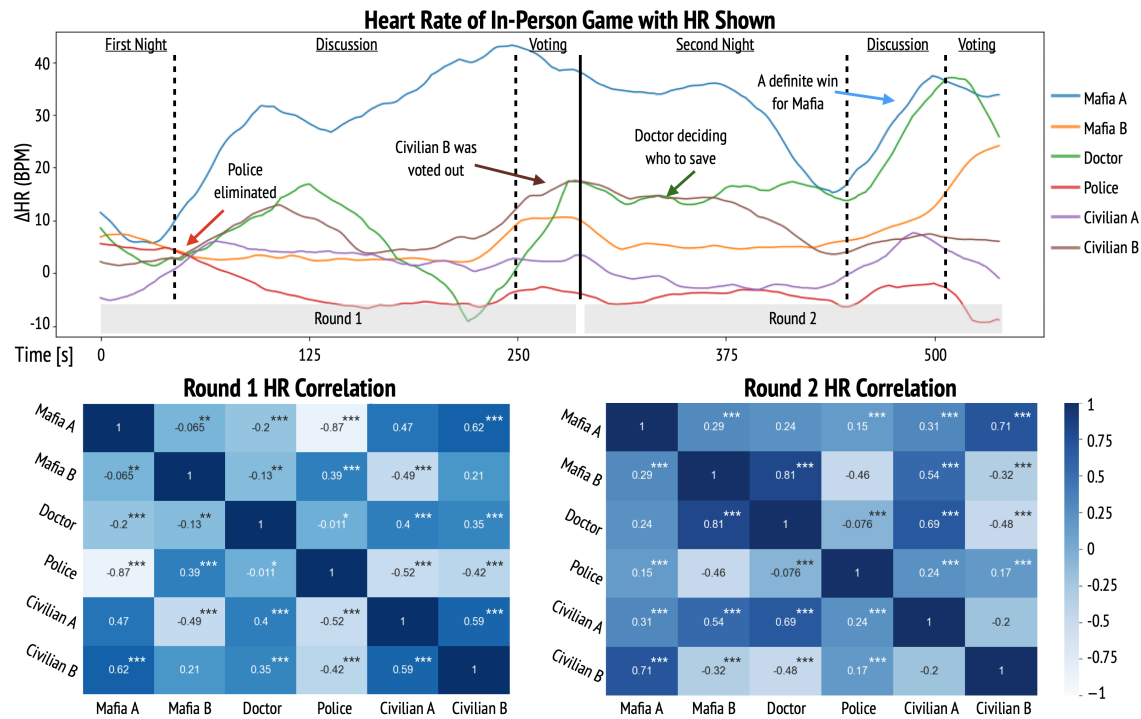 Heart Rate of In-Person Game with HR Shown
First Night
Discussion
Voting
Second Night
Discussion
Voting
ΔHR (BPM)
40
30
20
10
0
-10
Police
eliminated
Civilian B was
voted out
Doctor deciding
who to save
A definite win
for Mafia
Mafia A
Mafia B
Doctor
Police
Civilian A
Civilian B
Round 1
Round 2
Time [s]
0 125 250 375 500
Round 1 HR Correlation
Mafia A 1 -0.065** -0.2*** -0.87*** 0.47 0.62***
Mafia B -0.065** 1 -0.13** 0.39*** -0.49*** 0.21
Doctor -0.2*** -0.13** 1 -0.011* 0.4*** 0.35***
Police -0.87*** 0.39*** -0.011* 1 -0.52*** -0.42***
Civilian A 0.47 -0.49*** 0.4*** -0.52*** 1 0.59***
Civilian B 0.62*** 0.21 0.35*** -0.42*** 0.59*** 1
Mafia A Mafia B Doctor Police Civilian A Civilian B
Round 2 HR Correlation
Mafia A 1 0.29*** 0.24 0.15*** 0.31*** 0.71***
Mafia B 0.29*** 1 0.81*** -0.46 0.54*** -0.32***
Doctor 0.24 0.81*** 1 -0.076*** 0.69*** -0.48***
Police 0.15*** -0.46 -0.076*** 1 0.24*** 0.17***
Civilian A 0.31*** 0.54*** 0.69*** 0.24*** 1 -0.2
Civilian B 0.71*** -0.32*** -0.48*** 0.17*** -0.2 1
Mafia A Mafia B Doctor Police Civilian A Civilian B
1
0.75
0.5
0.25
0
-0.25
-0.5
-0.75
−1